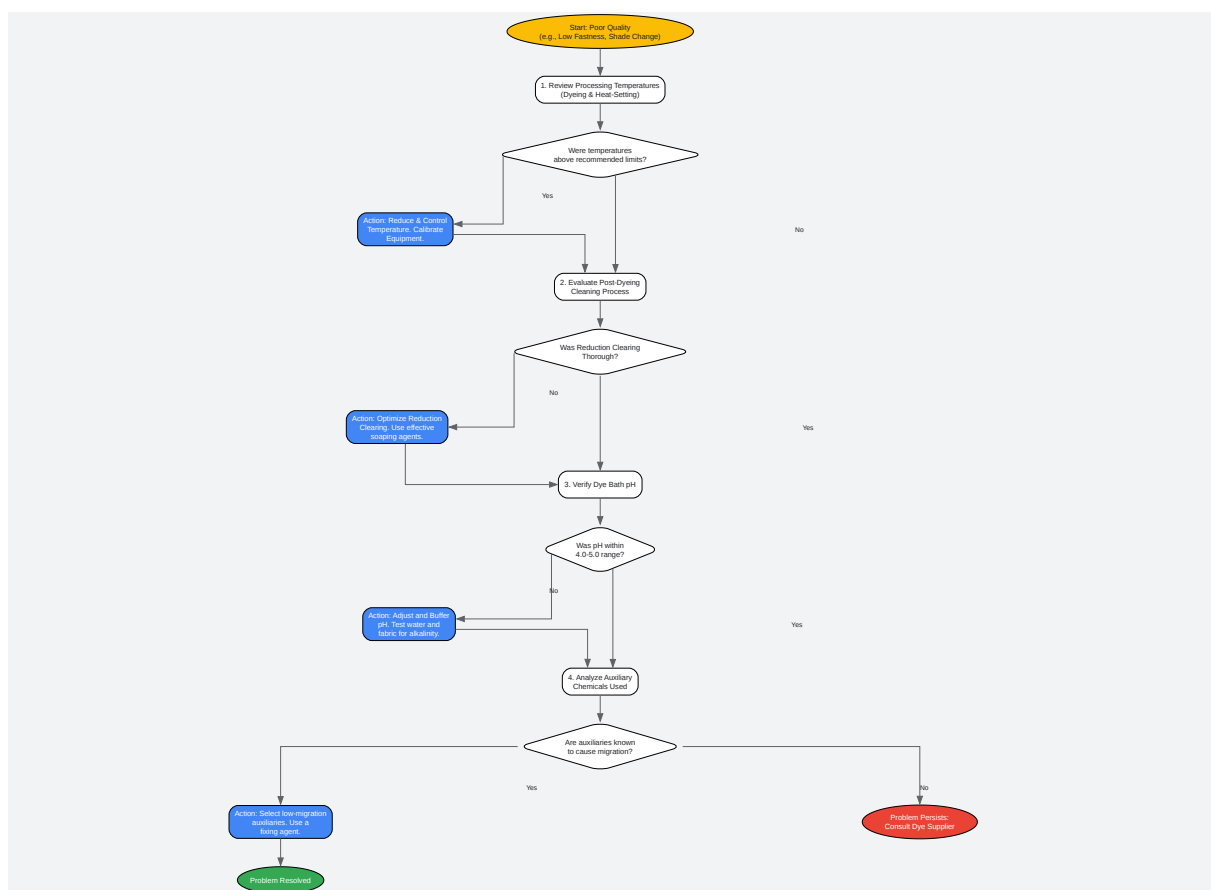 Start: Poor Quality
(e.g., Low Fastness, Shade Change)
1. Review Processing Temperatures
(Dyeing & Heat-Setting)
Were temperatures
above recommended limits?
Yes
Action: Reduce & Control
Temperature. Calibrate
Equipment.
No
2. Evaluate Post-Dyeing
Cleaning Process
Was Reduction Clearing
Thorough?
No
Action: Optimize Reduction
Clearing. Use effective
soaping agents.
Yes
3. Verify Dye Bath pH
Was pH within
4.0-5.0 range?
No
Action: Adjust and Buffer
pH. Test water and
fabric for alkalinity.
Yes
4. Analyze Auxiliary
Chemicals Used
Are auxiliaries known
to cause migration?
Yes
No
Action: Select low-migration
auxiliaries. Use a
fixing agent.
Problem Persists:
Consult Dye Supplier
Problem Resolved